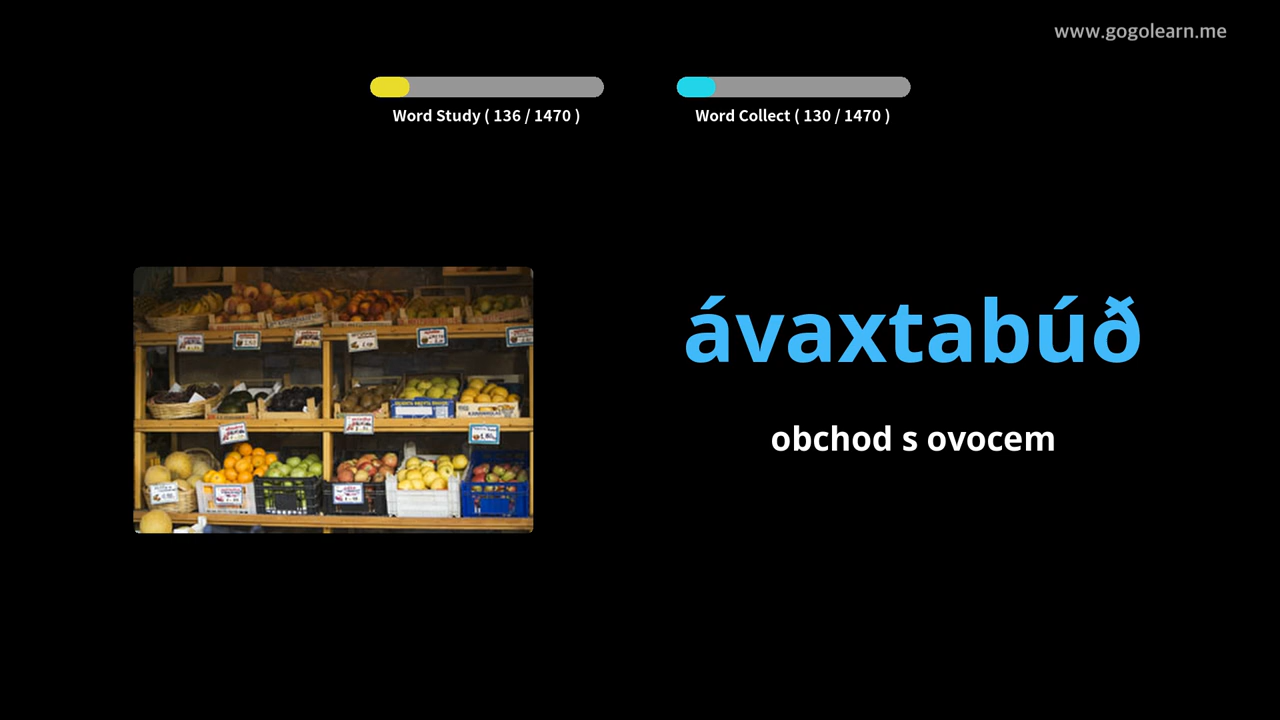 www.gogolearn.me
Word Study ( 136 / 1470 )
Word Collect ( 130 / 1470 )
ávaxtabúð
obchod s ovocem